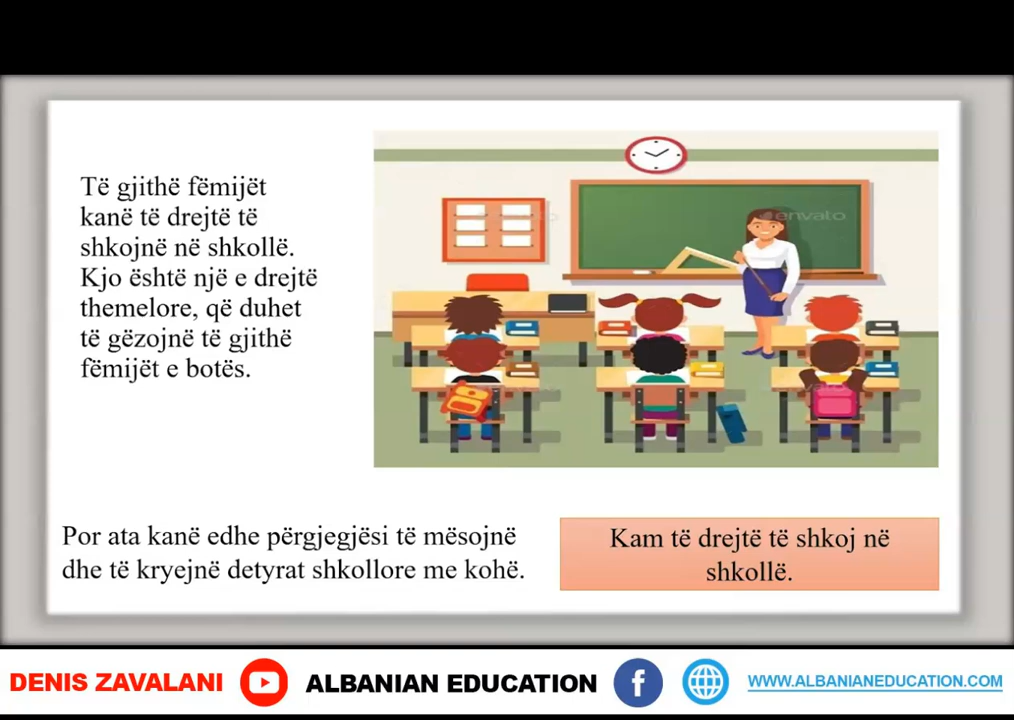 Të gjithë fëmijët
kanë të drejtë të
shkojnë në shkollë.
Kjo është një e drejtë
themelore, që duhet
të gëzojnë të gjithë
fëmijët e botës.
envato
Por ata kanë edhe përgjegjësi të mësojnë
dhe të kryejnë detyrat shkollore me kohë.
Kam të drejtë të shkoj në
shkollë.
DENIS ZAVALANI
ALBANIAN EDUCATION
f
WWW.ALBANIANEDUCATION.COM